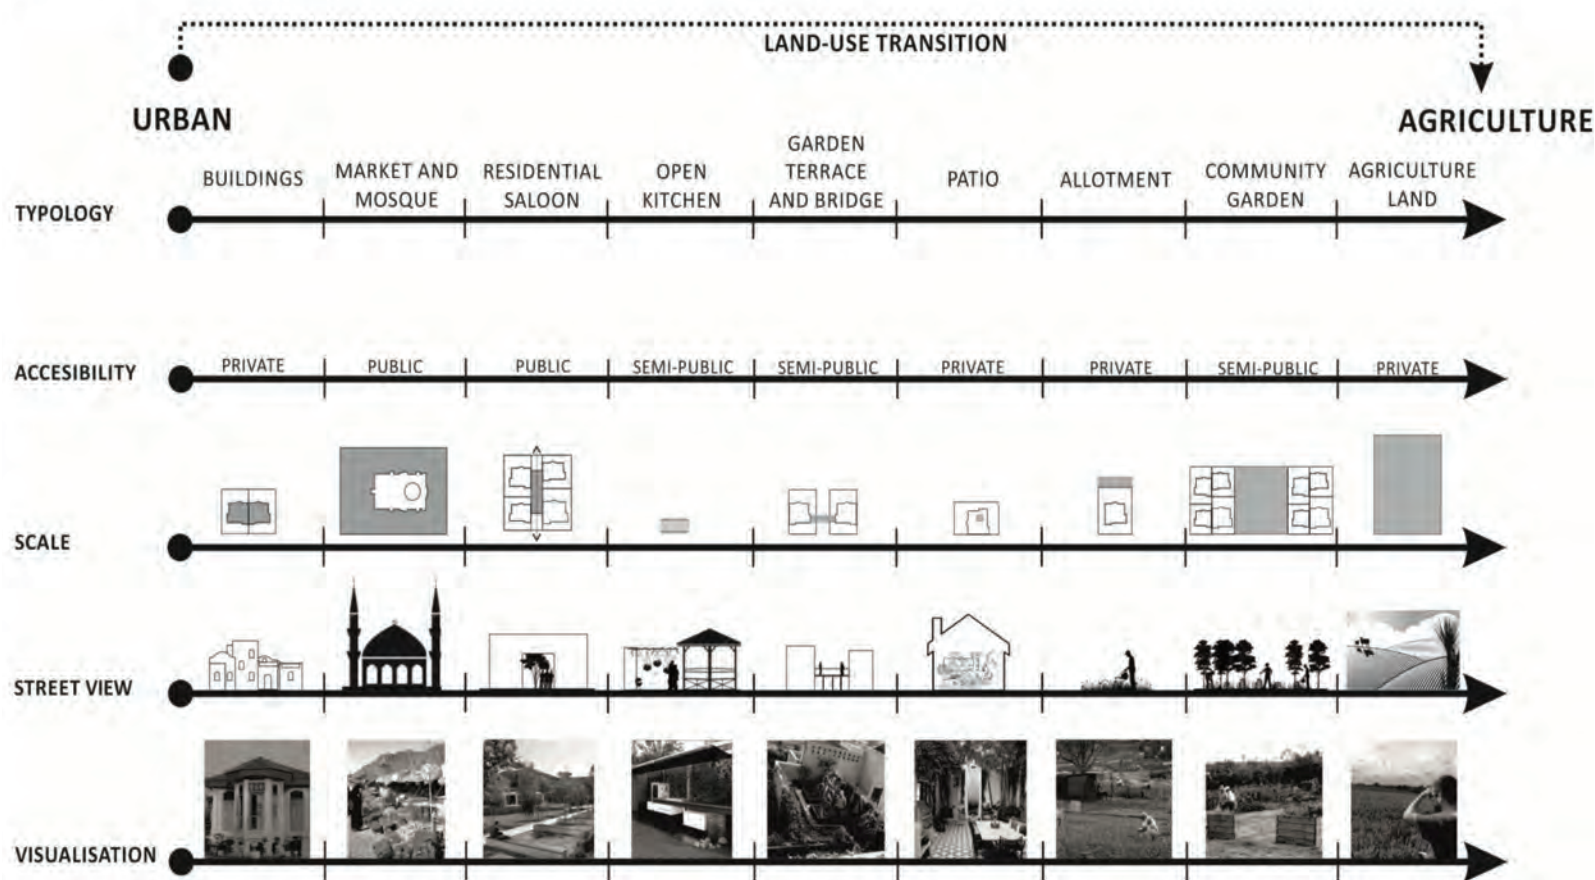 LAND-USE TRANSITION
URBAN
AGRICULTURE
TYPOLOGY
BUILDINGS
MARKET AND
MOSQUE
RESIDENTIAL
SALOON
OPEN
KITCHEN
GARDEN
TERRACE
AND BRIDGE
PATIO
ALLOTMENT
COMMUNITY
GARDEN
AGRICULTURE
LAND
ACCESIBILITY
PRIVATE
PUBLIC
PUBLIC
SEMI-PUBLIC
SEMI-PUBLIC
PRIVATE
PRIVATE
SEMI-PUBLIC
PRIVATE
SCALE
STREET VIEW
VISUALISATION